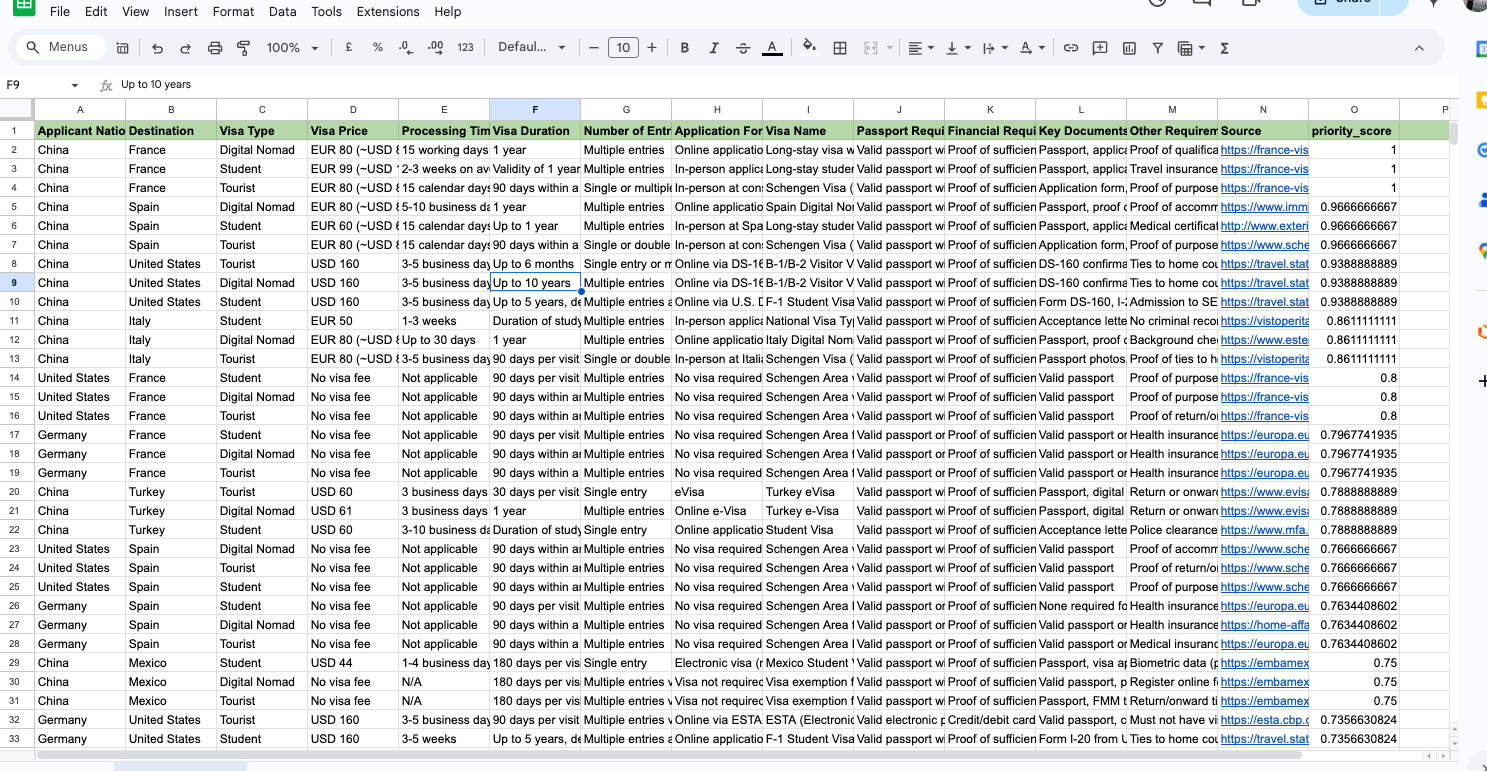 File Edit View Insert Format Data Tools Extensions Help
Menus 100% £ % .0 .00 123 Defaul... − 10 + B I S A Σ
F9 fx Up to 10 years
A B C D E F G H I J K L M N O P
1 Applicant Natio Destination Visa Type Visa Price Processing Tim Visa Duration Number of Entr Application For Visa Name Passport Requi Financial Requi Key Documents Other Requirem Source priority_score
2 China France Digital Nomad EUR 80 (~USD 15 working days 1 year Multiple entries Online applicatio Long-stay visa w Valid passport w Proof of sufficien Passport, applica Proof of qualifica https://france-vis 1
3 China France Student EUR 99 (~USD 2-3 weeks on av Validity of 1 year Multiple entries In-person applic Long-stay studen Valid passport w Proof of sufficien Passport, applica Travel insurance https://france-vis 1
4 China France Tourist EUR 80 (~USD 15 calendar days 90 days within a Single or multiple In-person at con Schengen Visa ( Valid passport w Proof of sufficien Application form, Proof of purpose https://france-vis 1
5 China Spain Digital Nomad EUR 80 (~USD 5-10 business da 1 year Multiple entries Online applicatio Spain Digital No Valid passport w Proof of sufficien Passport, proof o Proof of accomm https://www.immi 0.9666666667
6 China Spain Student EUR 60 (~USD 15 calendar days Up to 1 year Multiple entries In-person at Spa Long-stay studen Valid passport w Proof of sufficien Passport, applica Medical certificat http://www.exteri 0.9666666667
7 China Spain Tourist EUR 80 (~USD 15 calendar days 90 days within a Single or double In-person at con Schengen Visa ( Valid passport w Proof of sufficien Application form, Proof of purpose https://www.sche 0.9666666667
8 China United States Tourist USD 160 3-5 business day Up to 6 months Single entry or m Online via DS-16 B-1/B-2 Visitor V Valid passport w Proof of sufficien DS-160 confirma Ties to home cou https://travel.stat 0.9388888889
9 China United States Digital Nomad USD 160 3-5 business day Up to 10 years Multiple entries Online via DS-16 B-1/B-2 Visitor V Valid passport w Proof of sufficien DS-160 confirma Ties to home cou https://travel.stat 0.9388888889
10 China United States Student USD 160 3-5 business day Up to 5 years, de Multiple entries a Online via U.S. D F-1 Student Visa Valid passport w Proof of sufficien Form DS-160, I-2 Admission to SE https://travel.stat 0.9388888889
11 China Italy Student EUR 50 1-3 weeks Duration of study Multiple entries In-person applica National Visa Ty Valid passport w Proof of sufficien Acceptance lette No criminal reco https://vistoperita 0.8611111111
12 China Italy Digital Nomad EUR 80 (~USD Up to 30 days 1 year Multiple entries Online applicatio Italy Digital Nom Valid passport w Proof of sufficien Passport, proof o Background che https://www.este 0.8611111111
13 China Italy Tourist EUR 80 (~USD 3-5 business day 90 days per visit Single or double In-person at Itali Schengen Visa ( Valid passport w Proof of sufficien Passport photos Proof of ties to h https://vistoperita 0.8611111111
14 United States France Student No visa fee Not applicable 90 days per visit Multiple entries No visa required Schengen Area Valid passport w Proof of sufficien Valid passport Proof of purpose https://france-vis 0.8
15 United States France Digital Nomad No visa fee Not applicable 90 days within a Multiple entries No visa required Schengen Area Valid passport w Proof of sufficien Valid passport Proof of purpose https://france-vis 0.8
16 United States France Tourist No visa fee Not applicable 90 days within a Multiple entries No visa required Schengen Area Valid passport w Proof of sufficien Valid passport Proof of return/o https://france-vis 0.8
17 Germany France Student No visa fee Not applicable 90 days per visit Multiple entries No visa required Schengen Area f Valid passport or Proof of sufficien Valid passport or Health insurance https://europa.eu 0.7967741935
18 Germany France Digital Nomad No visa fee Not applicable 90 days within a Multiple entries No visa required Schengen Area f Valid passport or Proof of sufficien Valid passport or Health insurance https://europa.eu 0.7967741935
19 Germany France Tourist No visa fee Not applicable 90 days within a Multiple entries No visa required Schengen Area f Valid passport or Proof of sufficien Valid passport or Health insurance https://europa.eu 0.7967741935
20 China Turkey Tourist USD 60 3 business days 30 days per visit Single entry eVisa Turkey eVisa Valid passport w Proof of sufficien Passport, digital Return or onward https://www.evis 0.7888888889
21 China Turkey Digital Nomad USD 61 3 business days 1 year Multiple entries Online e-Visa Turkey e-Visa Valid passport w Proof of sufficien Passport, digital Return or onward https://www.evis 0.7888888889
22 China Turkey Student USD 60 3-10 business da Duration of study Single entry Online applicatio Student Visa Valid passport w Proof of sufficien Acceptance lette Police clearance https://www.mfa. 0.7888888889
23 United States Spain Digital Nomad No visa fee Not applicable 90 days within a Multiple entries No visa required Schengen Area Valid passport w Proof of sufficien Valid passport Proof of accomm https://www.sche 0.7666666667
24 United States Spain Tourist No visa fee Not applicable 90 days within a Multiple entries No visa required Schengen Area Valid passport w Proof of sufficien Valid passport Proof of return/o https://www.sche 0.7666666667
25 United States Spain Student No visa fee Not applicable 90 days within a Multiple entries No visa required Schengen Area Valid passport w Proof of sufficien Valid passport Proof of purpose https://www.sche 0.7666666667
26 Germany Spain Student No visa fee Not applicable 90 days per visit Multiple entries No visa required Schengen Area Valid passport or Proof of sufficien None required fo Health insurance https://europa.eu 0.7634408602
27 Germany Spain Digital Nomad No visa fee Not applicable 90 days within a Multiple entries No visa required Schengen Area Valid passport or Proof of sufficien Valid passport or Health insurance https://home-affa 0.7634408602
28 Germany Spain Tourist No visa fee Not applicable 90 days within a Multiple entries No visa required Schengen Area Valid passport or Proof of sufficien Valid passport or Medical insuranc https://europa.eu 0.7634408602
29 China Mexico Student USD 44 1-4 business day 180 days per vis Single entry Electronic visa (r Mexico Student Valid passport w Proof of sufficien Passport, visa ap Biometric data (p https://embamex 0.75
30 China Mexico Digital Nomad No visa fee N/A 180 days per vis Multiple entries v Visa not required Visa exemption f Valid passport w Proof of sufficien Valid passport, p Register online f https://embamex 0.75
31 China Mexico Tourist No visa fee N/A 180 days per vis Multiple entries v Visa not required Visa exemption f Valid passport w Proof of sufficien Passport, FMM t Return/onward ti https://embamex 0.75
32 Germany United States Tourist USD 160 3-5 business day 90 days per visit Multiple entries v Online via ESTA ESTA (Electronic Valid electronic p Credit/debit card Valid passport, c Must not have vi https://esta.cbp.c 0.7356630824
33 Germany United States Student USD 160 3-5 weeks Up to 5 years, de Multiple entries a Online applicatio F-1 Student Visa Valid passport w Proof of sufficien Form I-20 from U Ties to home cou https://travel.stat 0.7356630824